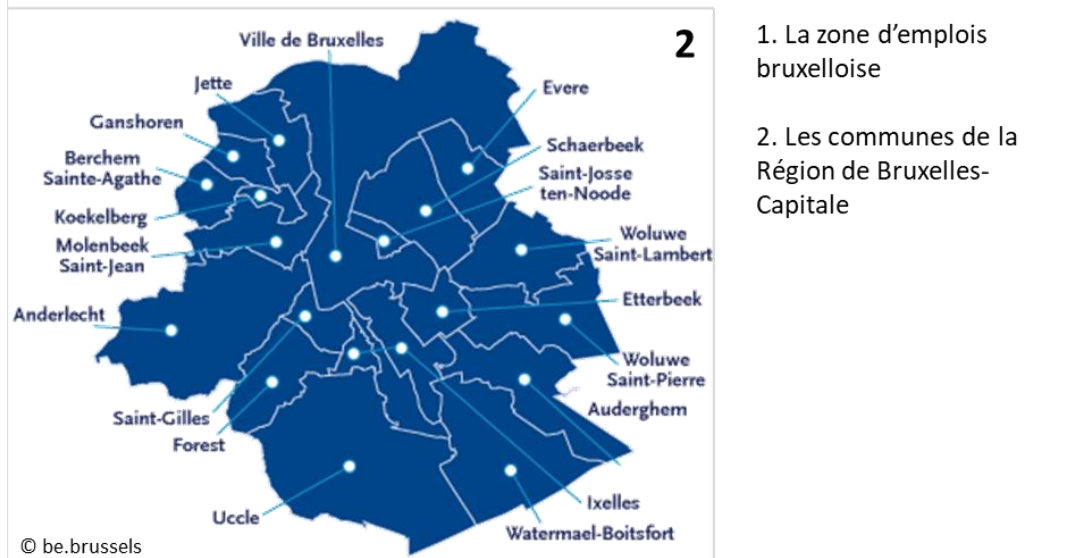 Ville de Bruxelles
2
Jette
Evere
Ganshoren
Schaerbeek
Berchem
Sainte-Agathe
Saint-Josse
ten-Noode
Koekelberg
Molenbeek
Saint-Jean
Woluwe
Saint-Lambert
Etterbeek
Anderlecht
Woluwe
Saint-Pierre
Auderghem
Saint-Gilles
Forest
Ixelles
Uccle
Watermael-Boitsfort
© be.brussels
1. La zone d’emplois
bruxelloise
2. Les communes de la
Région de Bruxelles-
Capitale